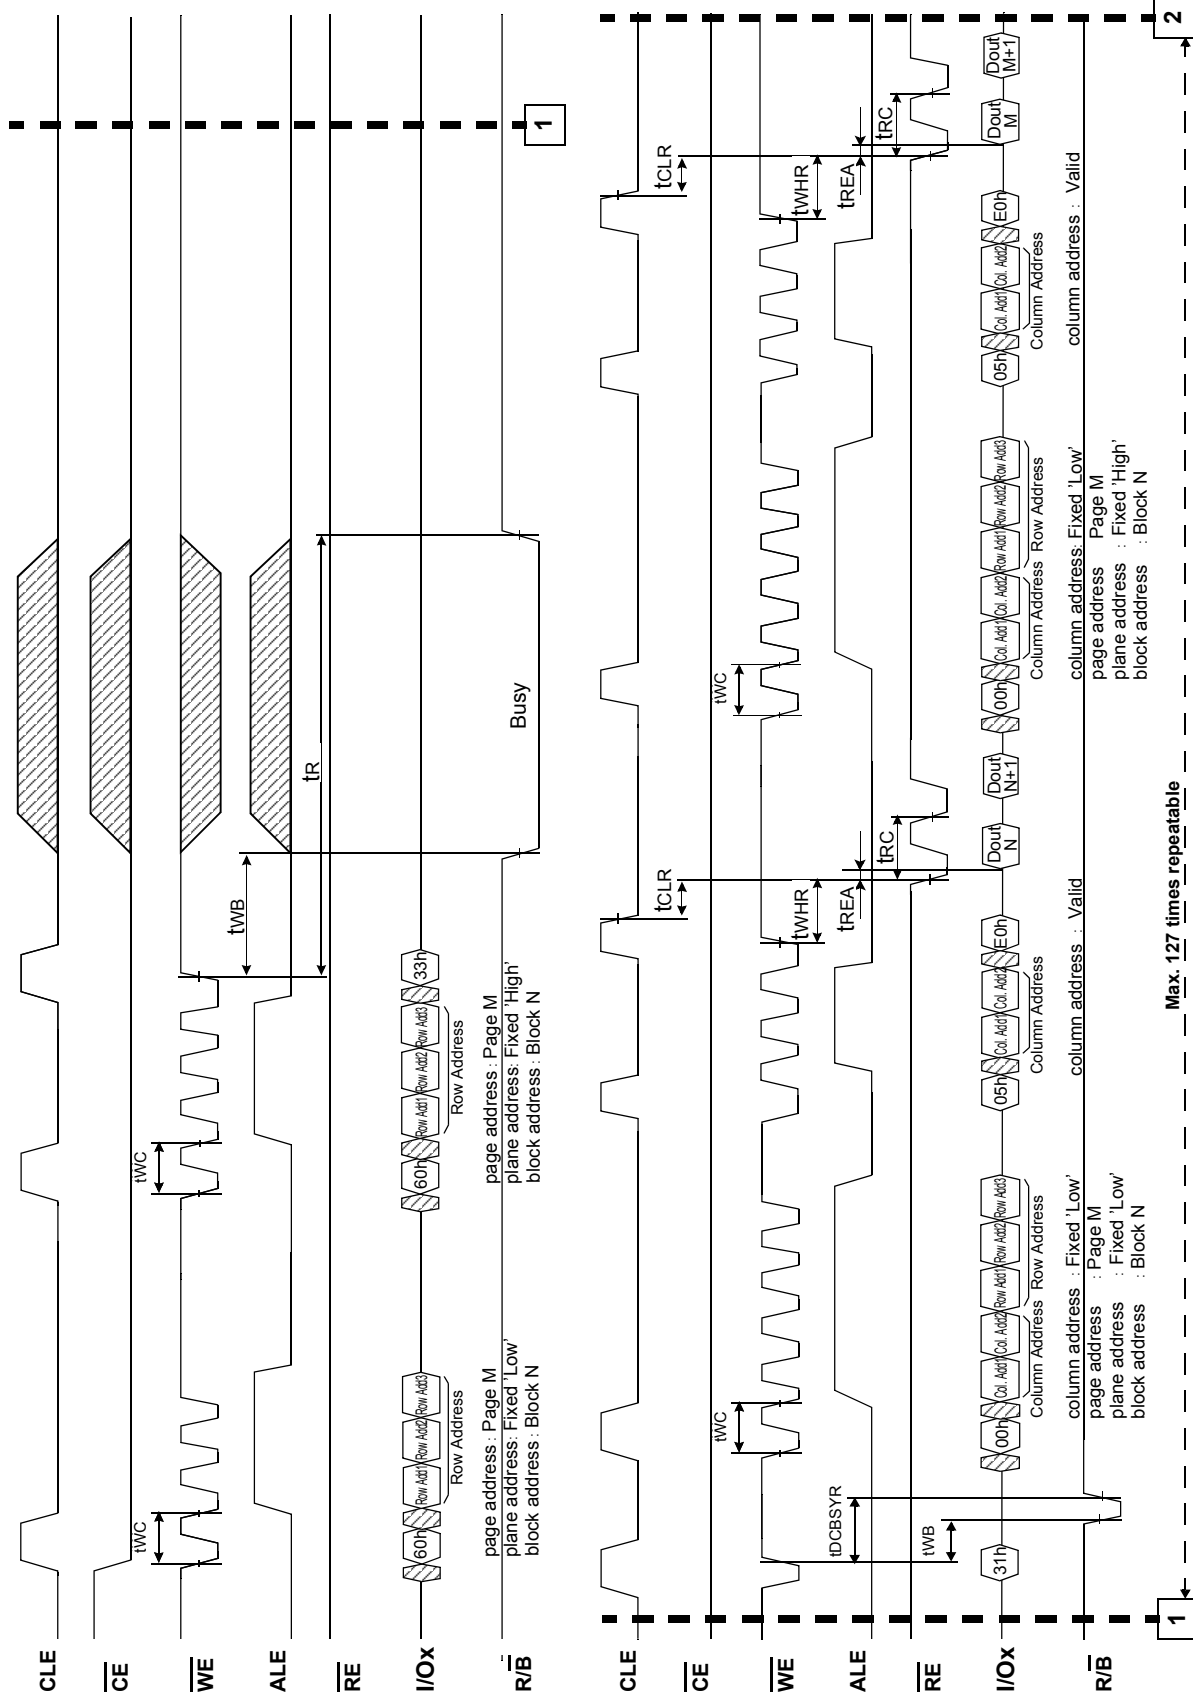 CLE
CE
WE
ALE
RE
I/Ox
R/B
tWC
tWC
tWB
tR
Busy
60h Row Add1 Row Add2 Row Add3
Row Address
page address : Page M
plane address: Fixed 'Low'
block address : Block N
60h Row Add1 Row Add2 Row Add3 33h
Row Address
page address : Page M
plane address: Fixed 'High'
block address : Block N
1
CLE
CE
WE
ALE
RE
I/Ox
R/B
tDCBSYR
tWB
tWC
tCLR
tWHR
tREA
tRC
tWC
tCLR
tWHR
tREA
tRC
31h
00h Col. Add1 Col. Add2 Row Add1 Row Add2 Row Add3
Column Address Row Address
column address : Fixed 'Low'
page address : Page M
plane address : Fixed 'Low'
block address : Block N
05h Col. Add1 Col. Add2 E0h
Column Address
column address : Valid
Dout N
Dout N+1
00h Col. Add1 Col. Add2 Row Add1 Row Add2 Row Add3
Column Address Row Address
column address: Fixed 'Low'
page address Page M
plane address : Fixed 'High'
block address : Block N
05h Col. Add1 Col. Add2 E0h
Column Address
column address : Valid
Dout M
Dout M+1
1
Max. 127 times repeatable
2